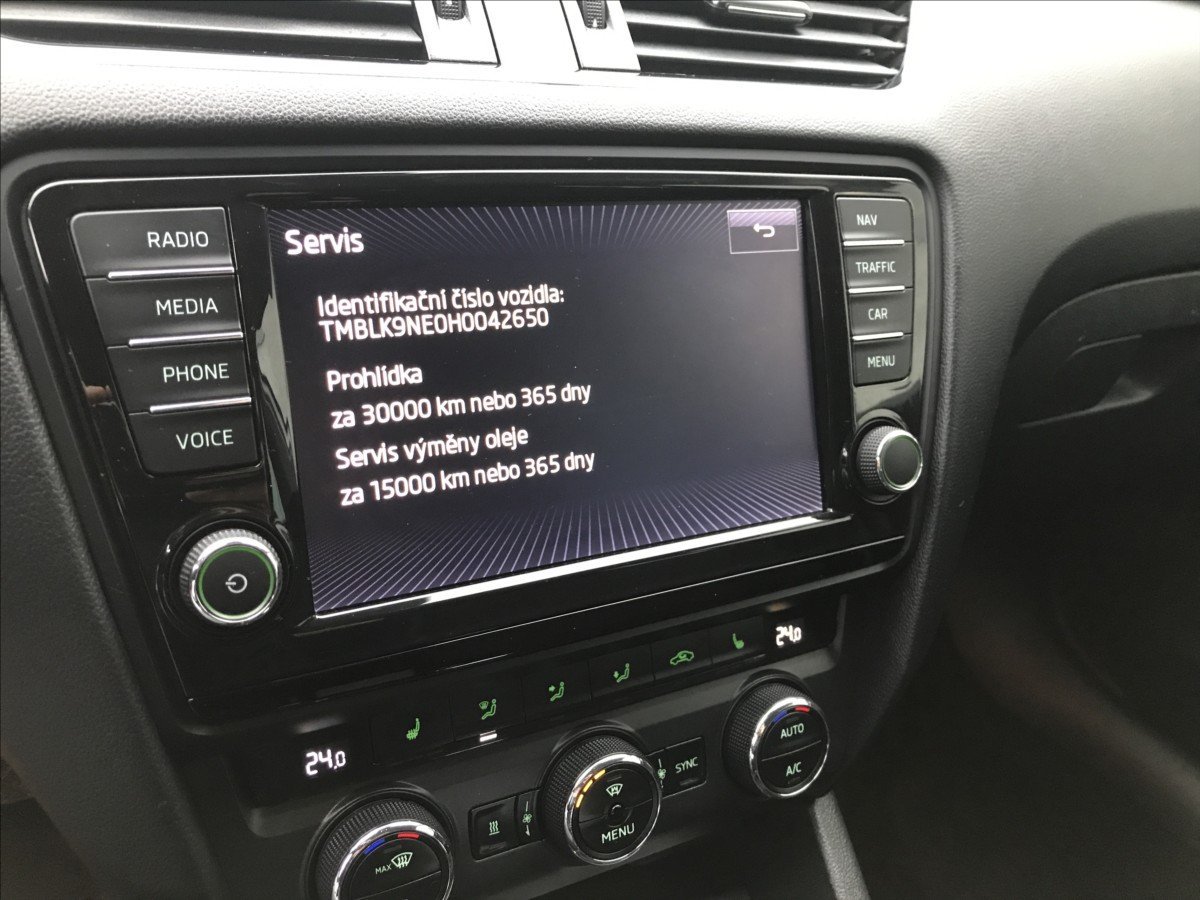 RADIO
MEDIA
PHONE
VOICE
Servis
Identifikační číslo vozidla:
TMBLK9NE0H0042650
Prohlídka
za 30000 km nebo 365 dny
Servis výměny oleje
za 15000 km nebo 365 dny
NAV
TRAFFIC
CAR
MENU
24.0
24.0
MAX
MENU
SYNC
AUTO
A/C